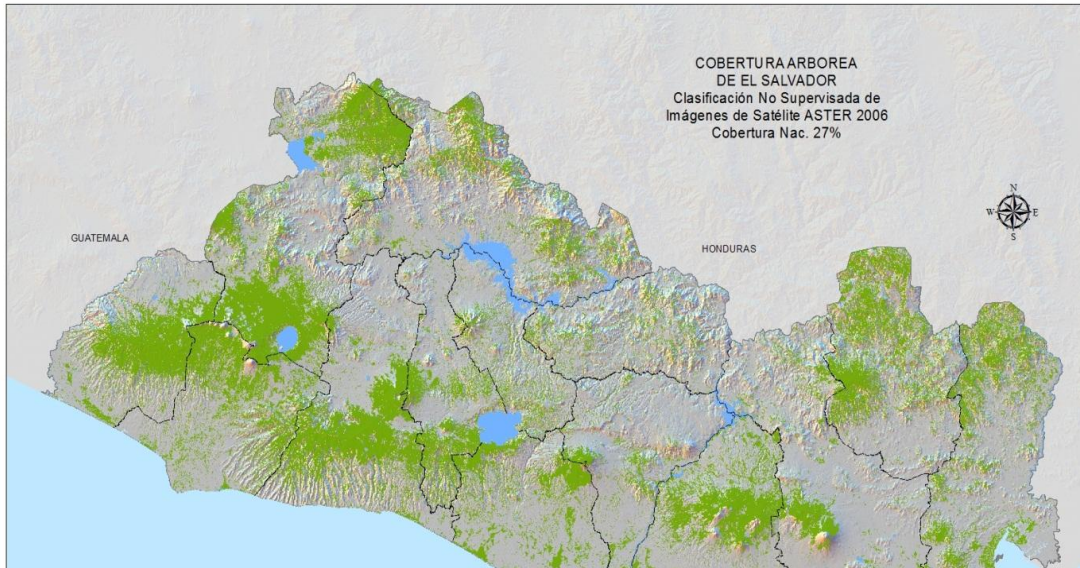 COBERTURA ARBOREA
DE EL SALVADOR
Clasificación No Supervisada de
Imágenes de Satélite ASTER 2006
Cobertura Nac. 27%
N
W E
S
GUATEMALA
HONDURAS